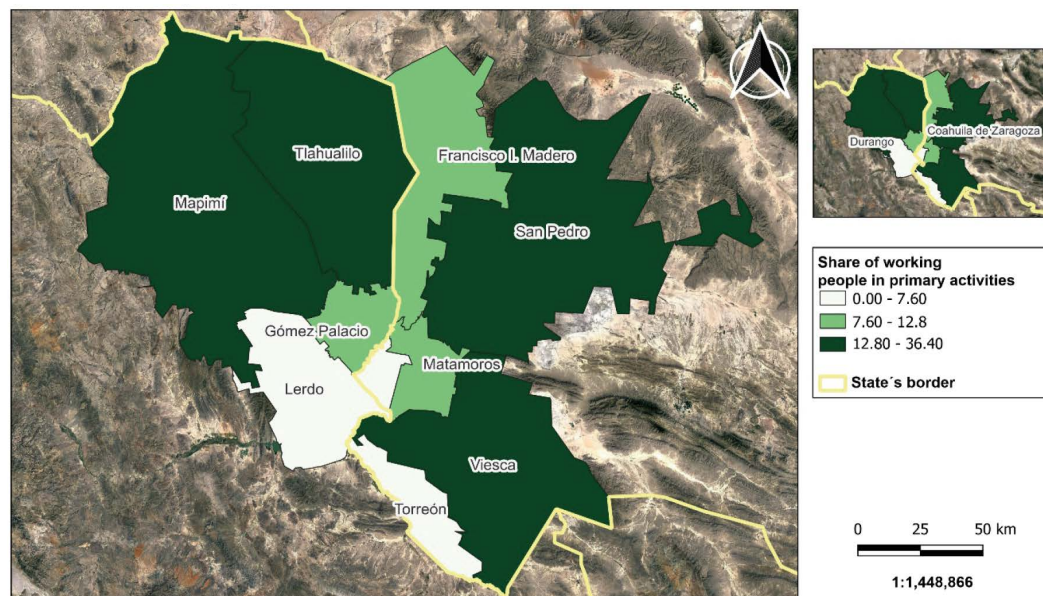 Tlahualilo
Francisco I. Madero
Mapimí
San Pedro
Gómez Palacio
Matamoros
Lerdo
Viesca
Torreón
Coahuila de Zaragoza
Durango
Share of working
people in primary activities
0.00 - 7.60
7.60 - 12.8
12.80 - 36.40
State´s border
0 25 50 km
1:1,448,866